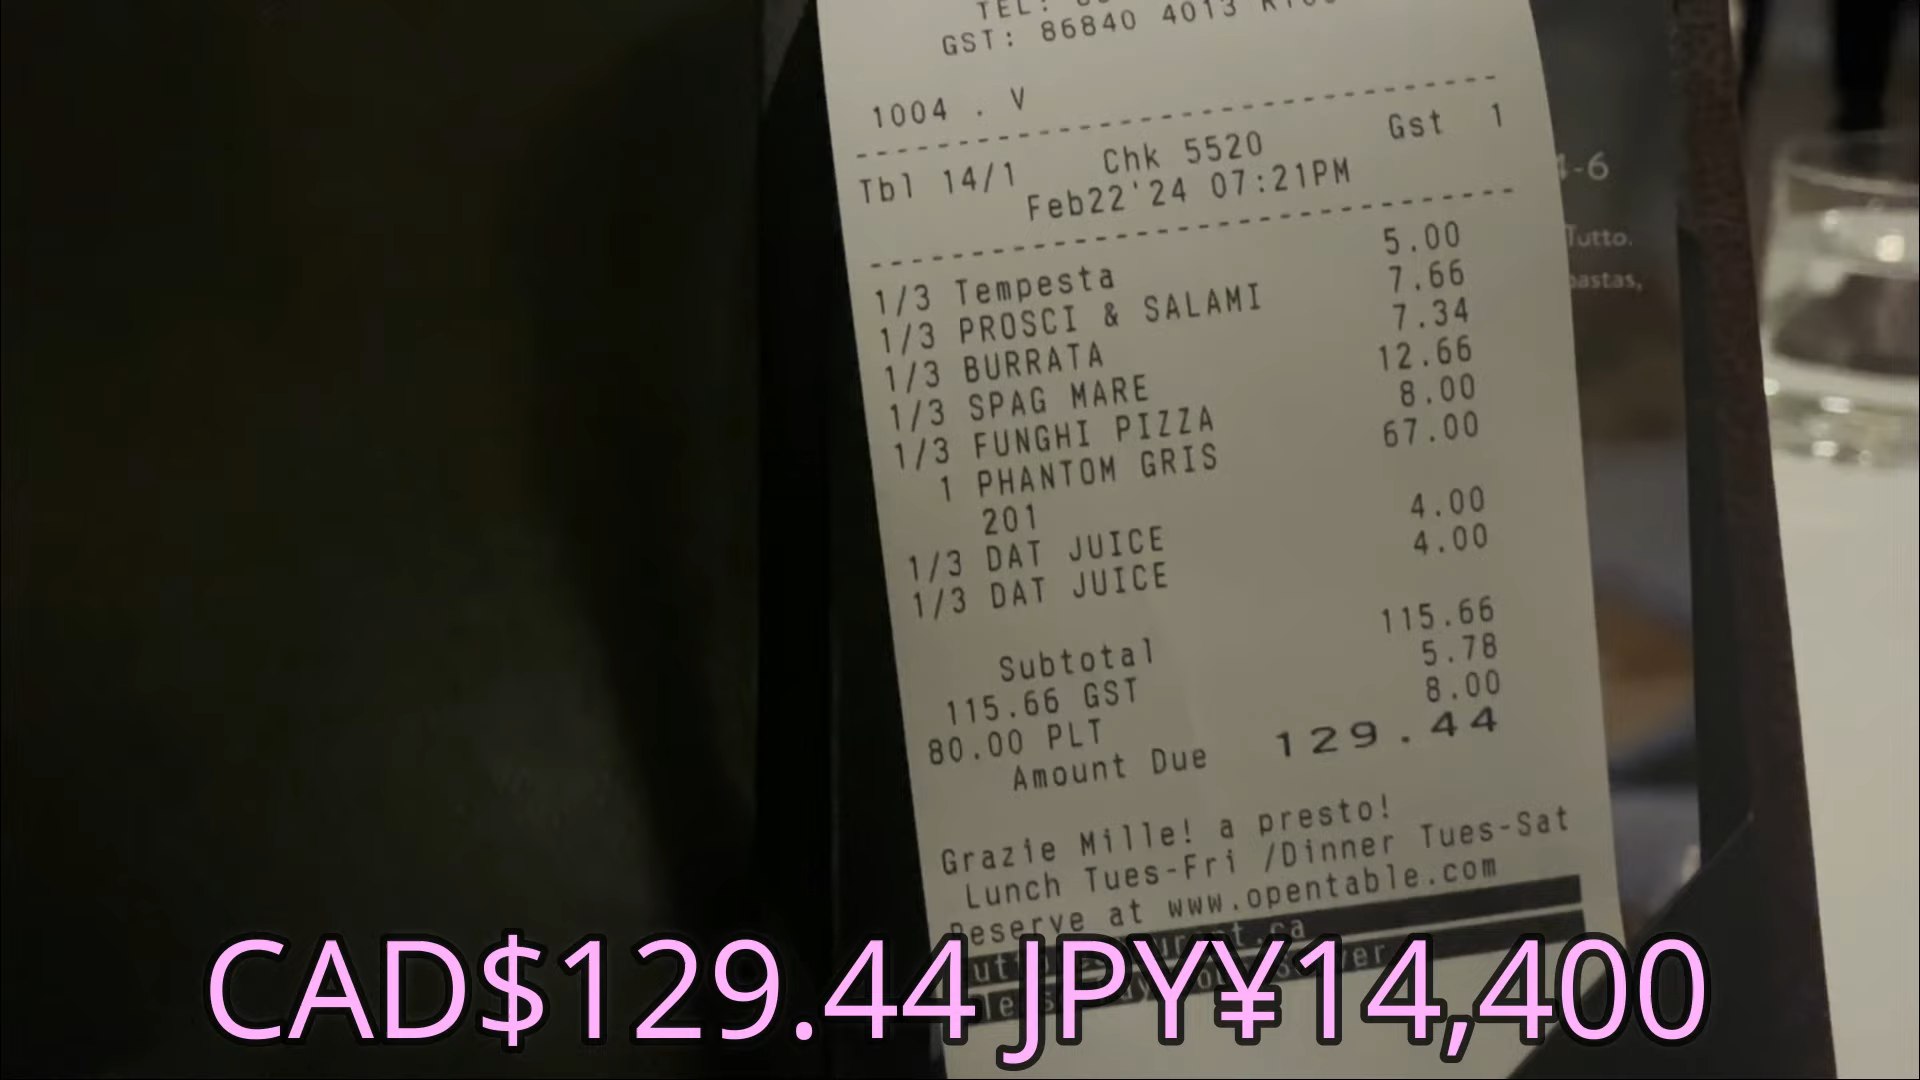 TEL:
GST: 86840 4013
1004 . V
Tbl 14/1 Chk 5520 Gst 1
Feb22'24 07:21PM
1/3 Tempesta 5.00
1/3 PROSCI & SALAMI 7.66
1/3 BURRATA 7.34
1/3 SPAG MARE 12.66
1/3 FUNGHI PIZZA 8.00
1 PHANTOM GRIS 67.00
201
1/3 DAT JUICE 4.00
1/3 DAT JUICE 4.00
Subtotal 115.66
115.66 GST 5.78
80.00 PLT 8.00
Amount Due 129.44
Grazie Mille! a presto!
Lunch Tues-Fri /Dinner Tues-Sat
Reserve at www.opentable.com
-6
Tutto.
pastas,
CAD$129.44 JPY¥14,400